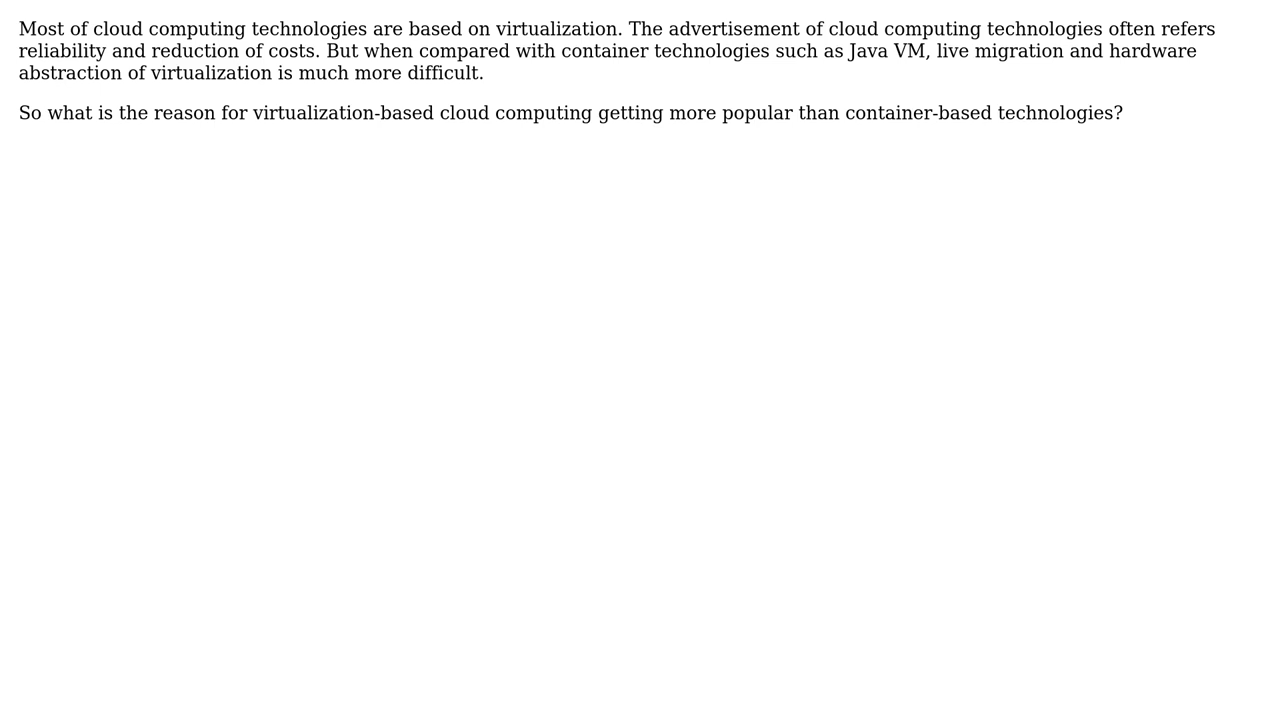 Most of cloud computing technologies are based on virtualization. The advertisement of cloud computing technologies often refers
reliability and reduction of costs. But when compared with container technologies such as Java VM, live migration and hardware
abstraction of virtualization is much more difficult.
So what is the reason for virtualization-based cloud computing getting more popular than container-based technologies?